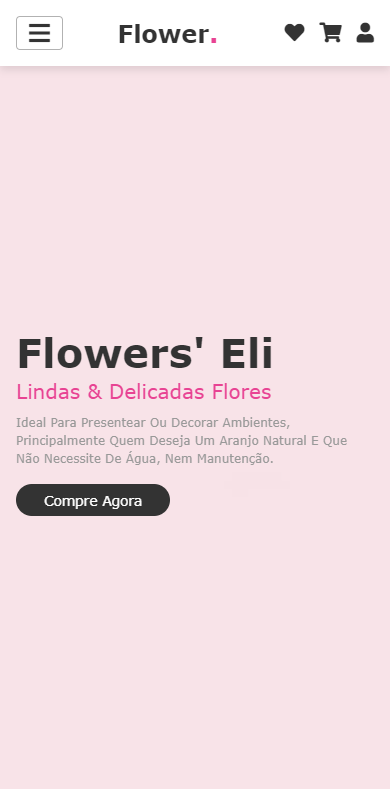 Flower.
Flowers' Eli
Lindas & Delicadas Flores
Ideal Para Presentear Ou Decorar Ambientes,
Principalmente Quem Deseja Um Aranjo Natural E Que
Não Necessite De Água, Nem Manutenção.
Compre Agora